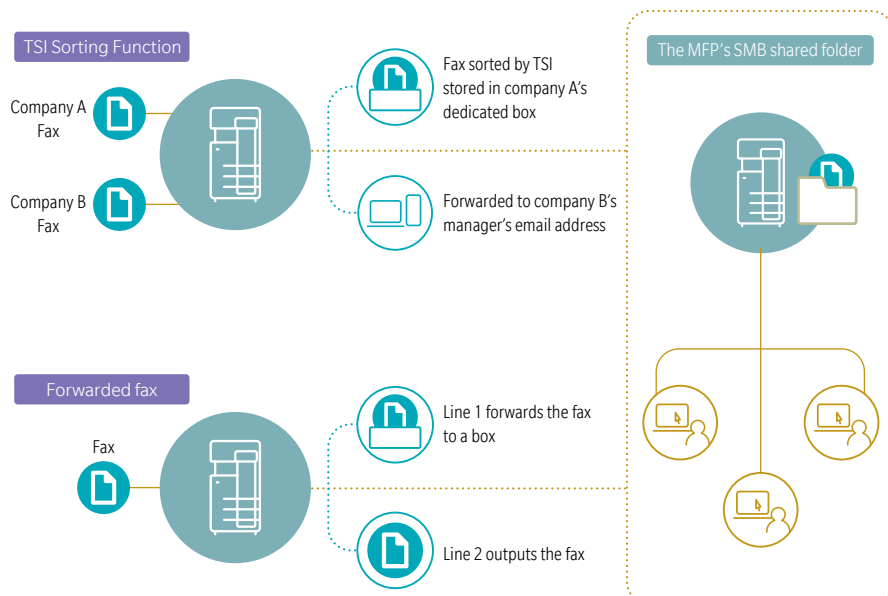 TSI Sorting Function
Company A
Fax
Company B
Fax
Fax sorted by TSI
stored in company A's
dedicated box
Forwarded to company B's
manager's email address
The MFP's SMB shared folder
Forwarded fax
Fax
Line 1 forwards the fax
to a box
Line 2 outputs the fax